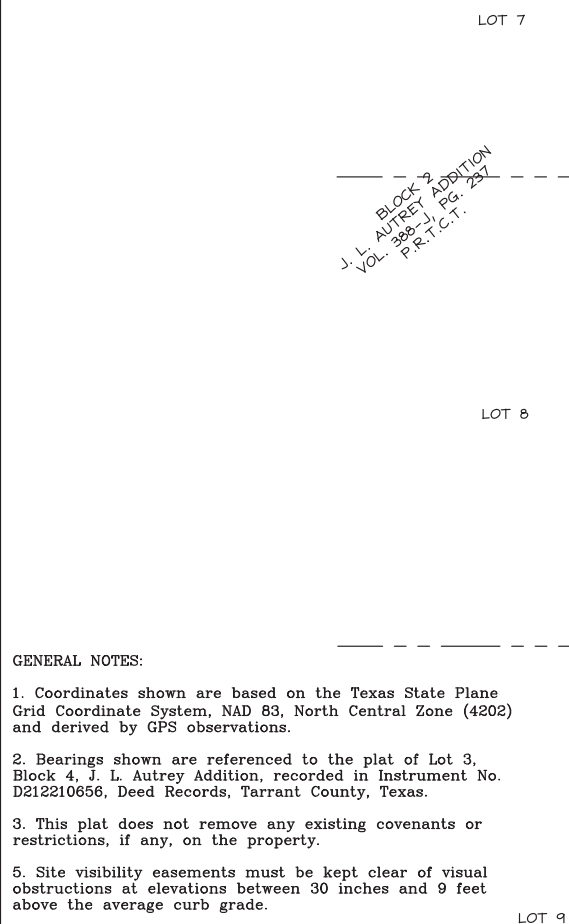 LOT 7
BLOCK 2
J. L. AUTREY ADDITION
VOL. 388-J, PG. 237
P.R.T.C.T.
LOT 8
GENERAL NOTES:
1. Coordinates shown are based on the Texas State Plane
Grid Coordinate System, NAD 83, North Central Zone (4202)
and derived by GPS observations.
2. Bearings shown are referenced to the plat of Lot 3,
Block 4, J. L. Autrey Addition, recorded in Instrument No.
D212210656, Deed Records, Tarrant County, Texas.
3. This plat does not remove any existing covenants or
restrictions, if any, on the property.
5. Site visibility easements must be kept clear of visual
obstructions at elevations between 30 inches and 9 feet
above the average curb grade.
LOT 9